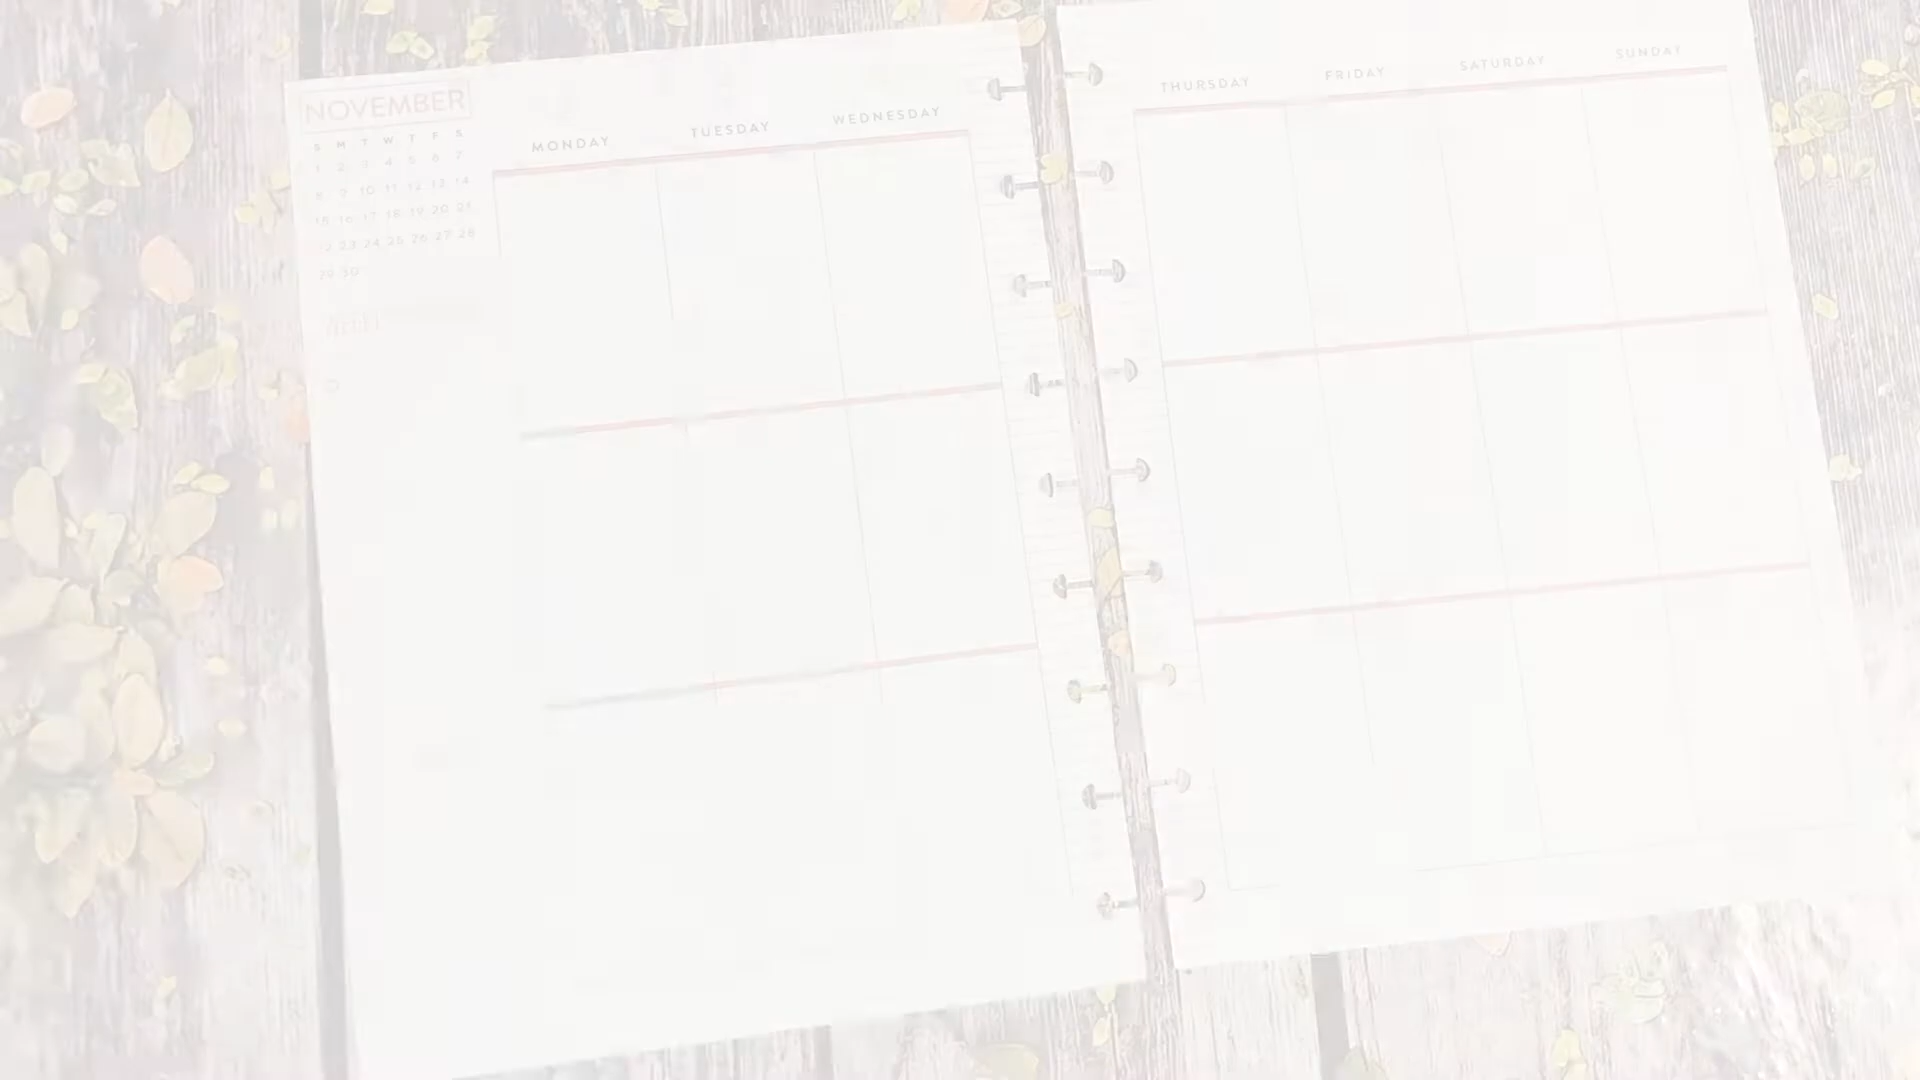 NOVEMBER
S M T W T F S
1 2 3 4 5 6 7
8 9 10 11 12 13 14
15 16 17 18 19 20 21
23 24 25 26 27 28
29 30
MONDAY TUESDAY WEDNESDAY
THURSDAY FRIDAY SATURDAY SUNDAY